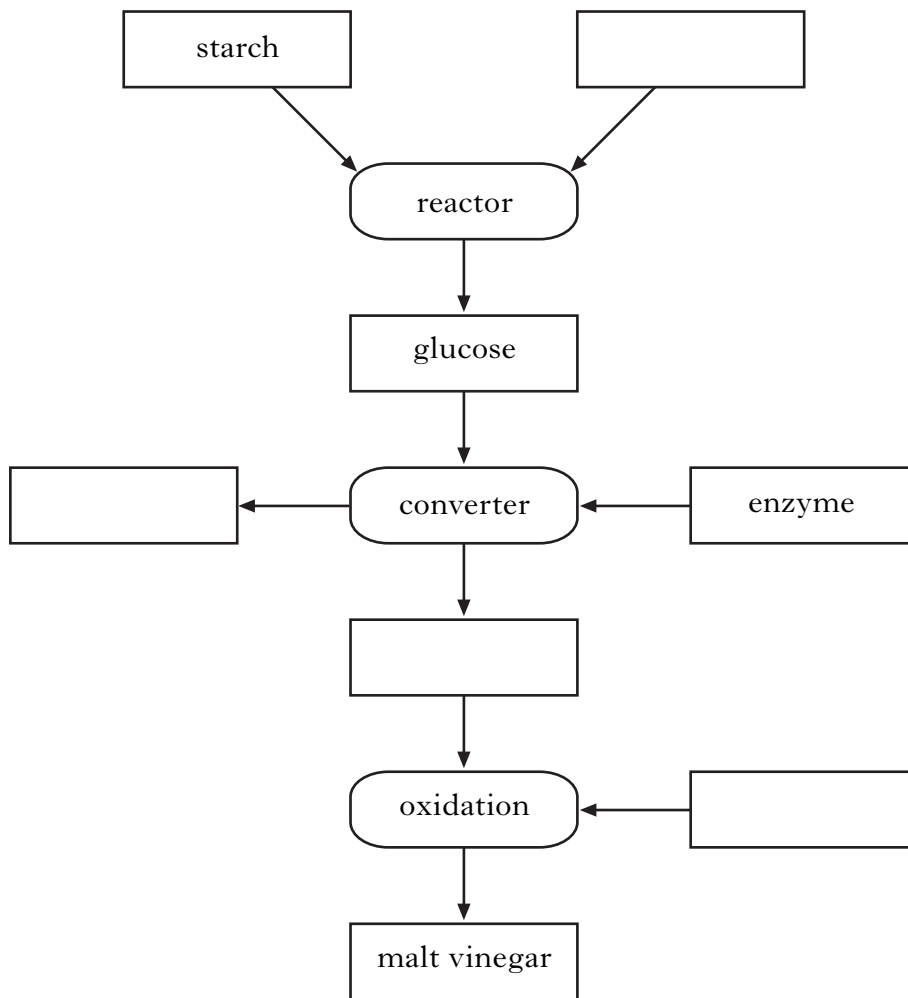 starch
reactor
glucose
converter
enzyme
oxidation
malt vinegar